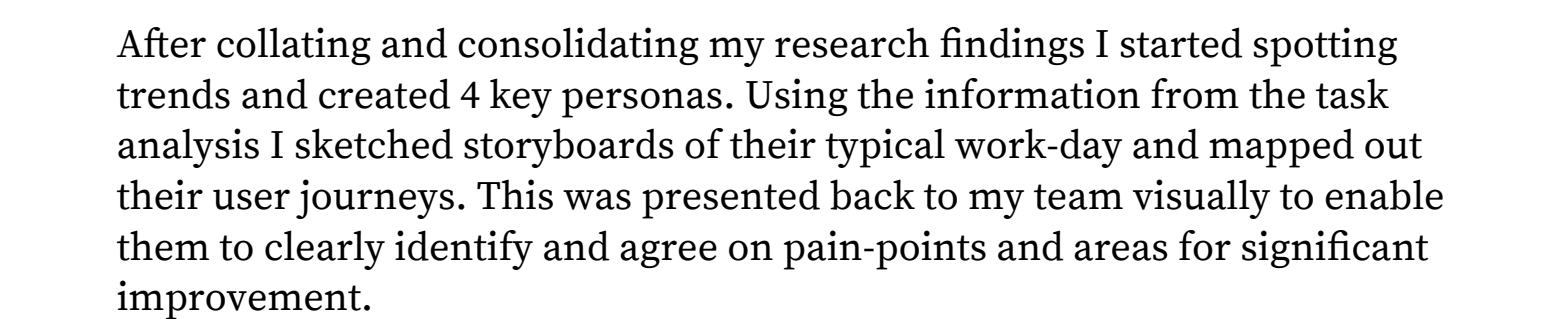 After collating and consolidating my research findings I started spotting
trends and created 4 key personas. Using the information from the task
analysis I sketched storyboards of their typical work-day and mapped out
their user journeys. This was presented back to my team visually to enable
them to clearly identify and agree on pain-points and areas for significant
improvement.